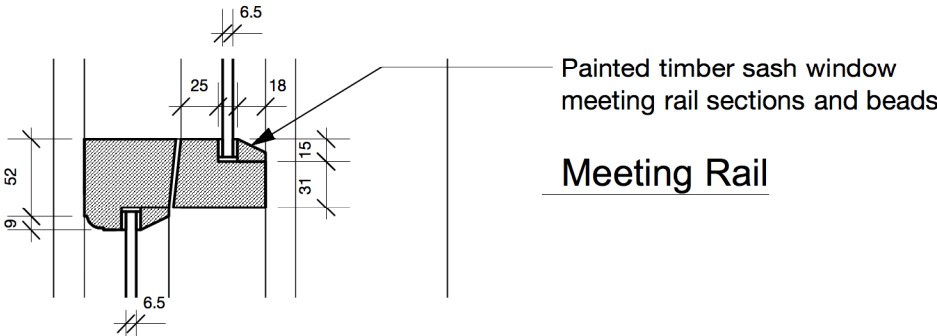 6.5
25
18
Painted timber sash window
meeting rail sections and beads
15
52
Meeting Rail
31
9
6.5